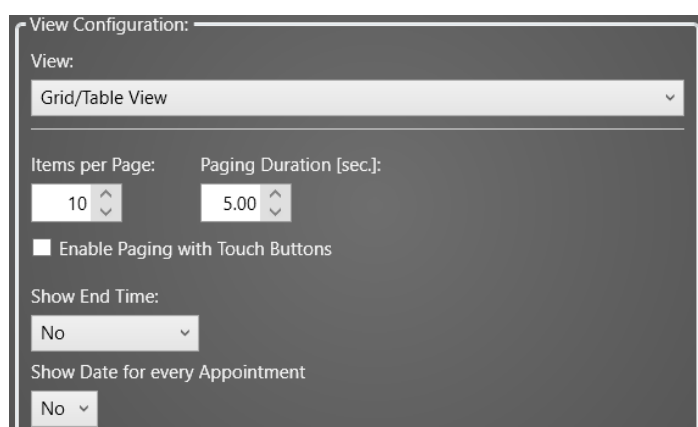 View Configuration:
View:
Grid/Table View
Items per Page: Paging Duration [sec.]:
10 5.00
Enable Paging with Touch Buttons
Show End Time:
No
Show Date for every Appointment
No